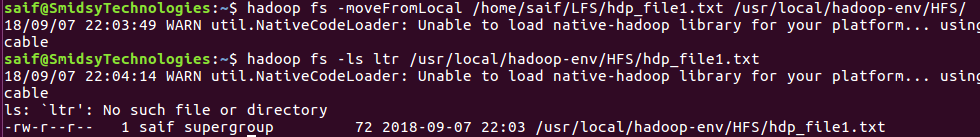 saif@SmidsyTechnologies:~$ hadoop fs -moveFromLocal /home/saif/LFS/hdp_file1.txt /usr/local/hadoop-env/HFS/
18/09/07 22:03:49 WARN util.NativeCodeLoader: Unable to load native-hadoop library for your platform... using
cable
saif@SmidsyTechnologies:~$ hadoop fs -ls ltr /usr/local/hadoop-env/HFS/hdp_file1.txt
18/09/07 22:04:14 WARN util.NativeCodeLoader: Unable to load native-hadoop library for your platform... using
cable
ls: `ltr': No such file or directory
-rw-r--r--   1 saif supergroup         72 2018-09-07 22:03 /usr/local/hadoop-env/HFS/hdp_file1.txt